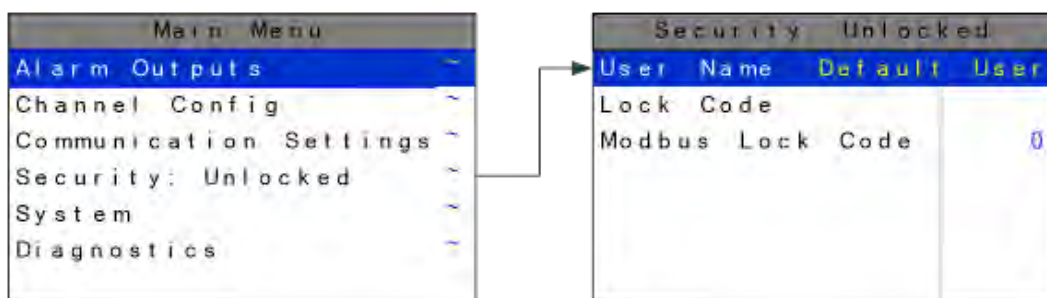 Main Menu
Alarm Outputs ~
Channel Config ~
Communication Settings ~
Security: Unlocked ~
System ~
Diagnostics ~
Security Unlocked
User Name Default User
Lock Code
Modbus Lock Code 0